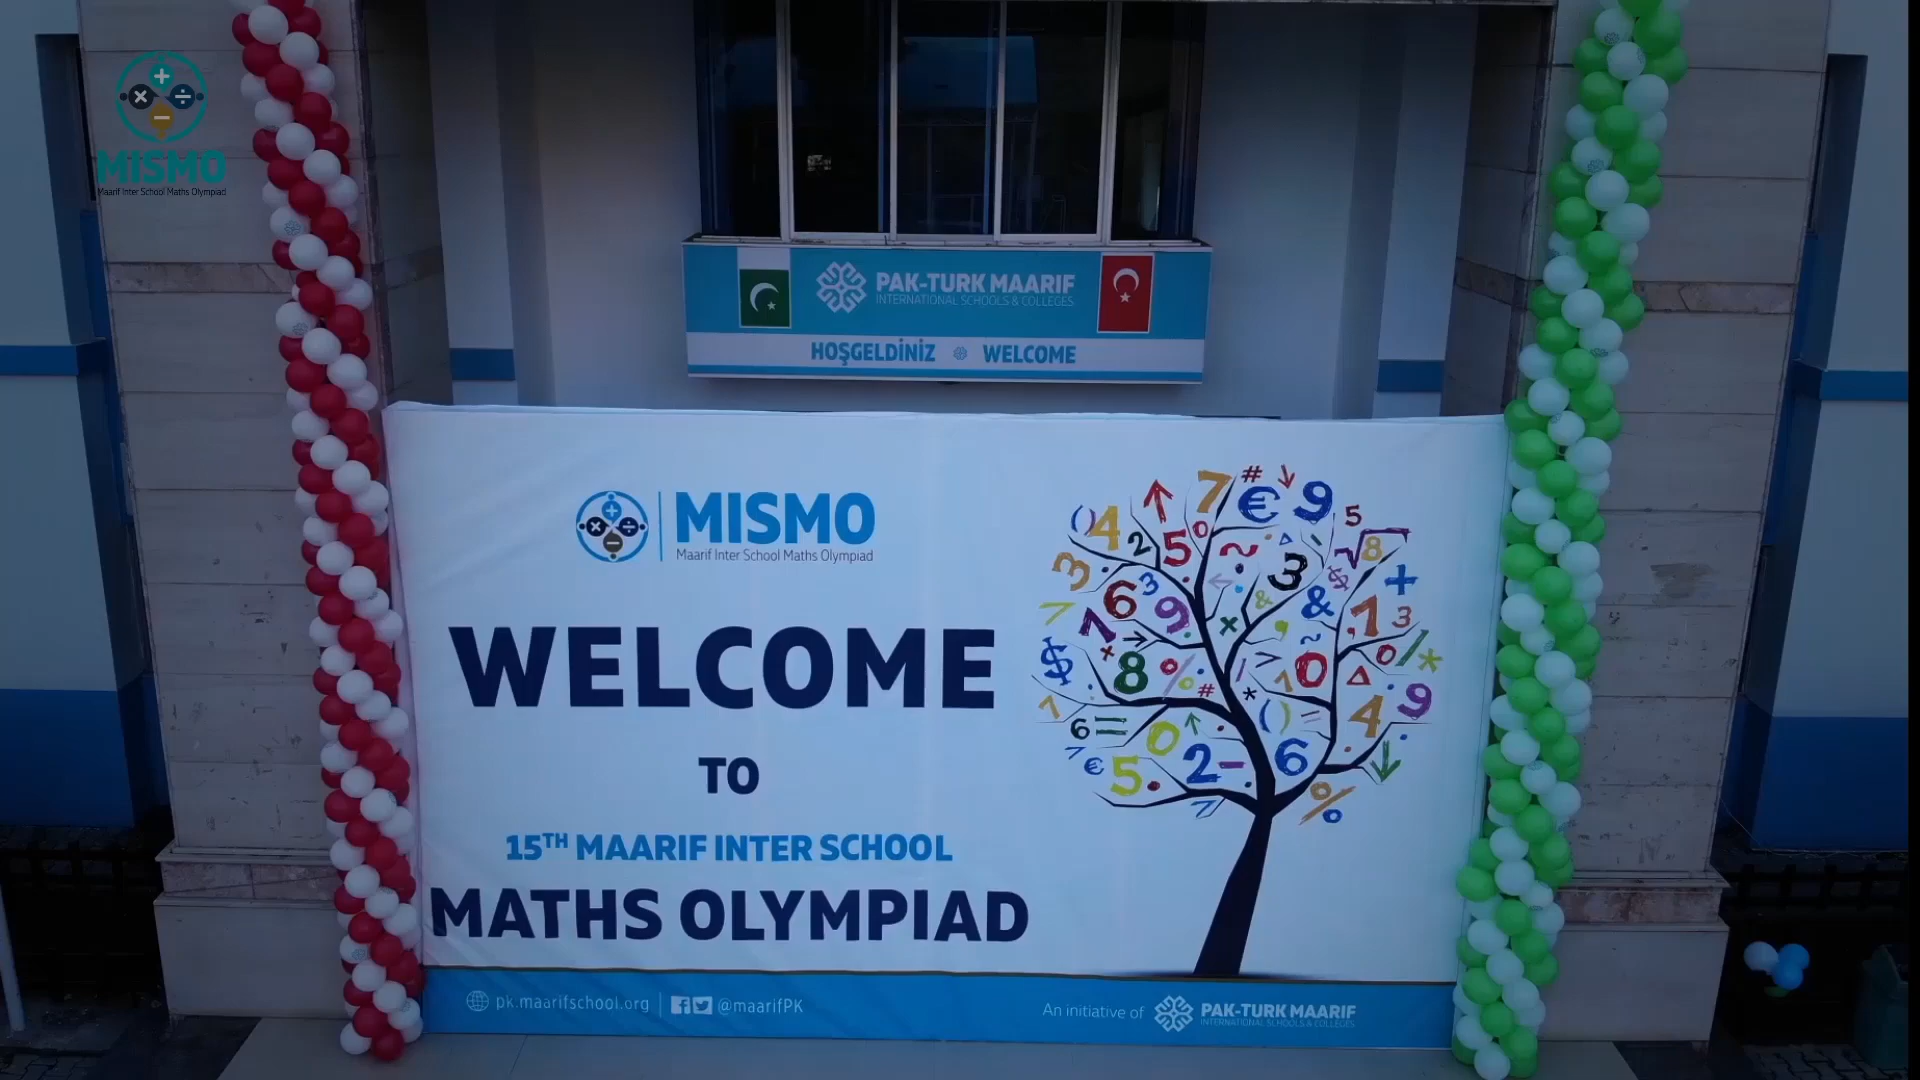 MISMO
Maarif Inter School Maths Olympiad
PAK-TURK MAARIF
INTERNATIONAL SCHOOLS & COLLEGES
HOŞGELDİNİZ WELCOME
MISMO
Maarif Inter School Maths Olympiad
WELCOME
TO
15TH MAARIF INTER SCHOOL
MATHS OLYMPIAD
pk.maarifschool.org | @maarifPK
An initiative of PAK-TURK MAARIF
INTERNATIONAL SCHOOLS & COLLEGES